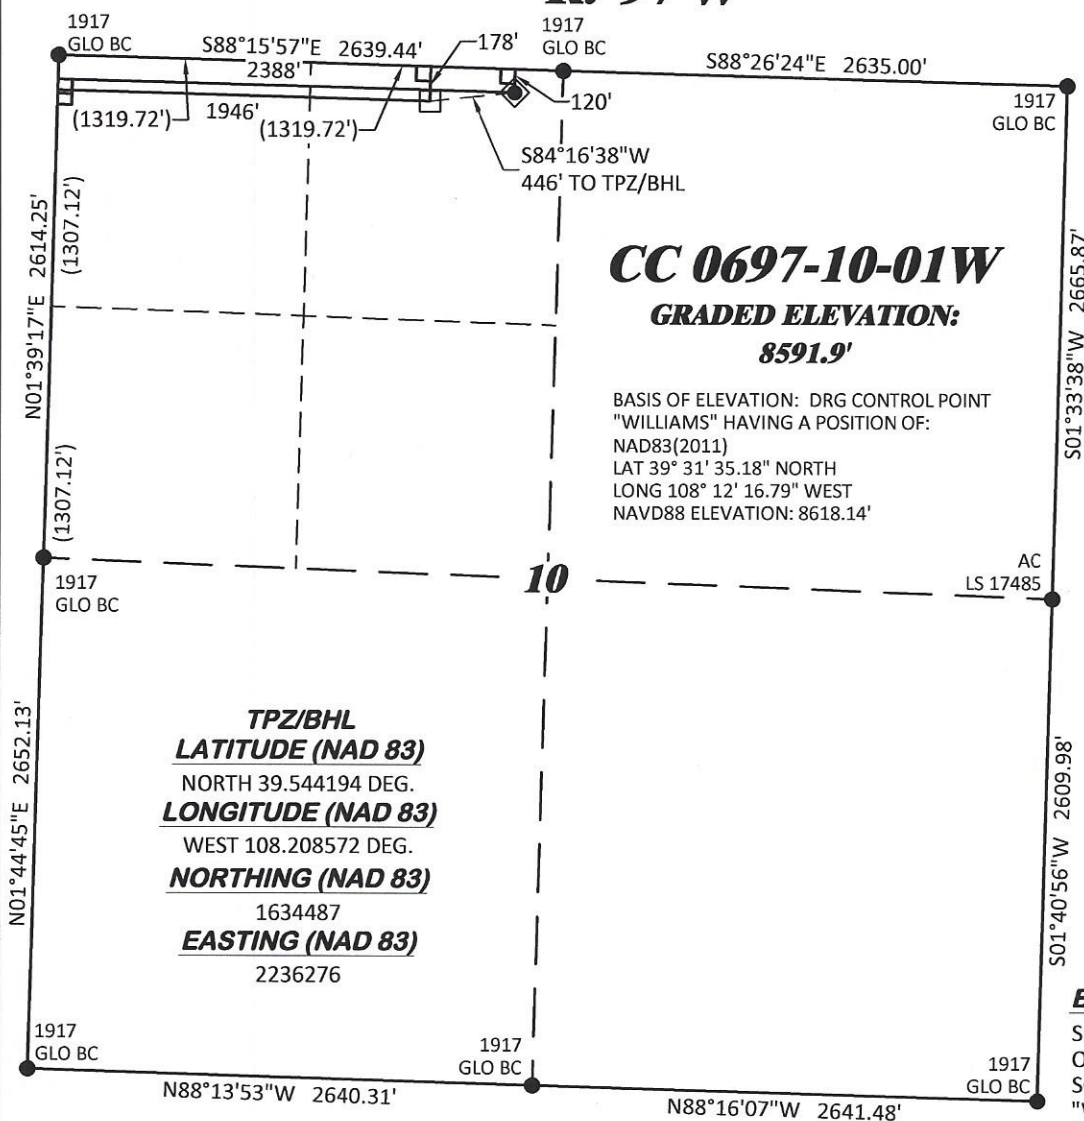 R. 97 W
1917
GLO BC
S88°15'57"E 2639.44'
178'
1917
GLO BC
S88°26'24"E 2635.00'
1917
GLO BC
2388'
(1319.72')
1946'
(1319.72')
120'
S84°16'38"W
446' TO TPZ/BHL
N01°39'17"E 2614.25'
(1307.12')
(1307.12')
CC 0697-10-01W
GRADED ELEVATION:
8591.9'
BASIS OF ELEVATION: DRG CONTROL POINT
"WILLIAMS" HAVING A POSITION OF:
NAD83(2011)
LAT 39° 31' 35.18" NORTH
LONG 108° 12' 16.79" WEST
NAVD88 ELEVATION: 8618.14'
S01°33'38"W 2665.87'
1917
GLO BC
10
AC
LS 17485
N01°44'45"E 2652.13'
TPZ/BHL
LATITUDE (NAD 83)
NORTH 39.544194 DEG.
LONGITUDE (NAD 83)
WEST 108.208572 DEG.
NORTHING (NAD 83)
1634487
EASTING (NAD 83)
2236276
S01°40'56"W 2609.98'
1917
GLO BC
1917
GLO BC
1917
GLO BC
N88°13'53"W 2640.31'
N88°16'07"W 2641.48'